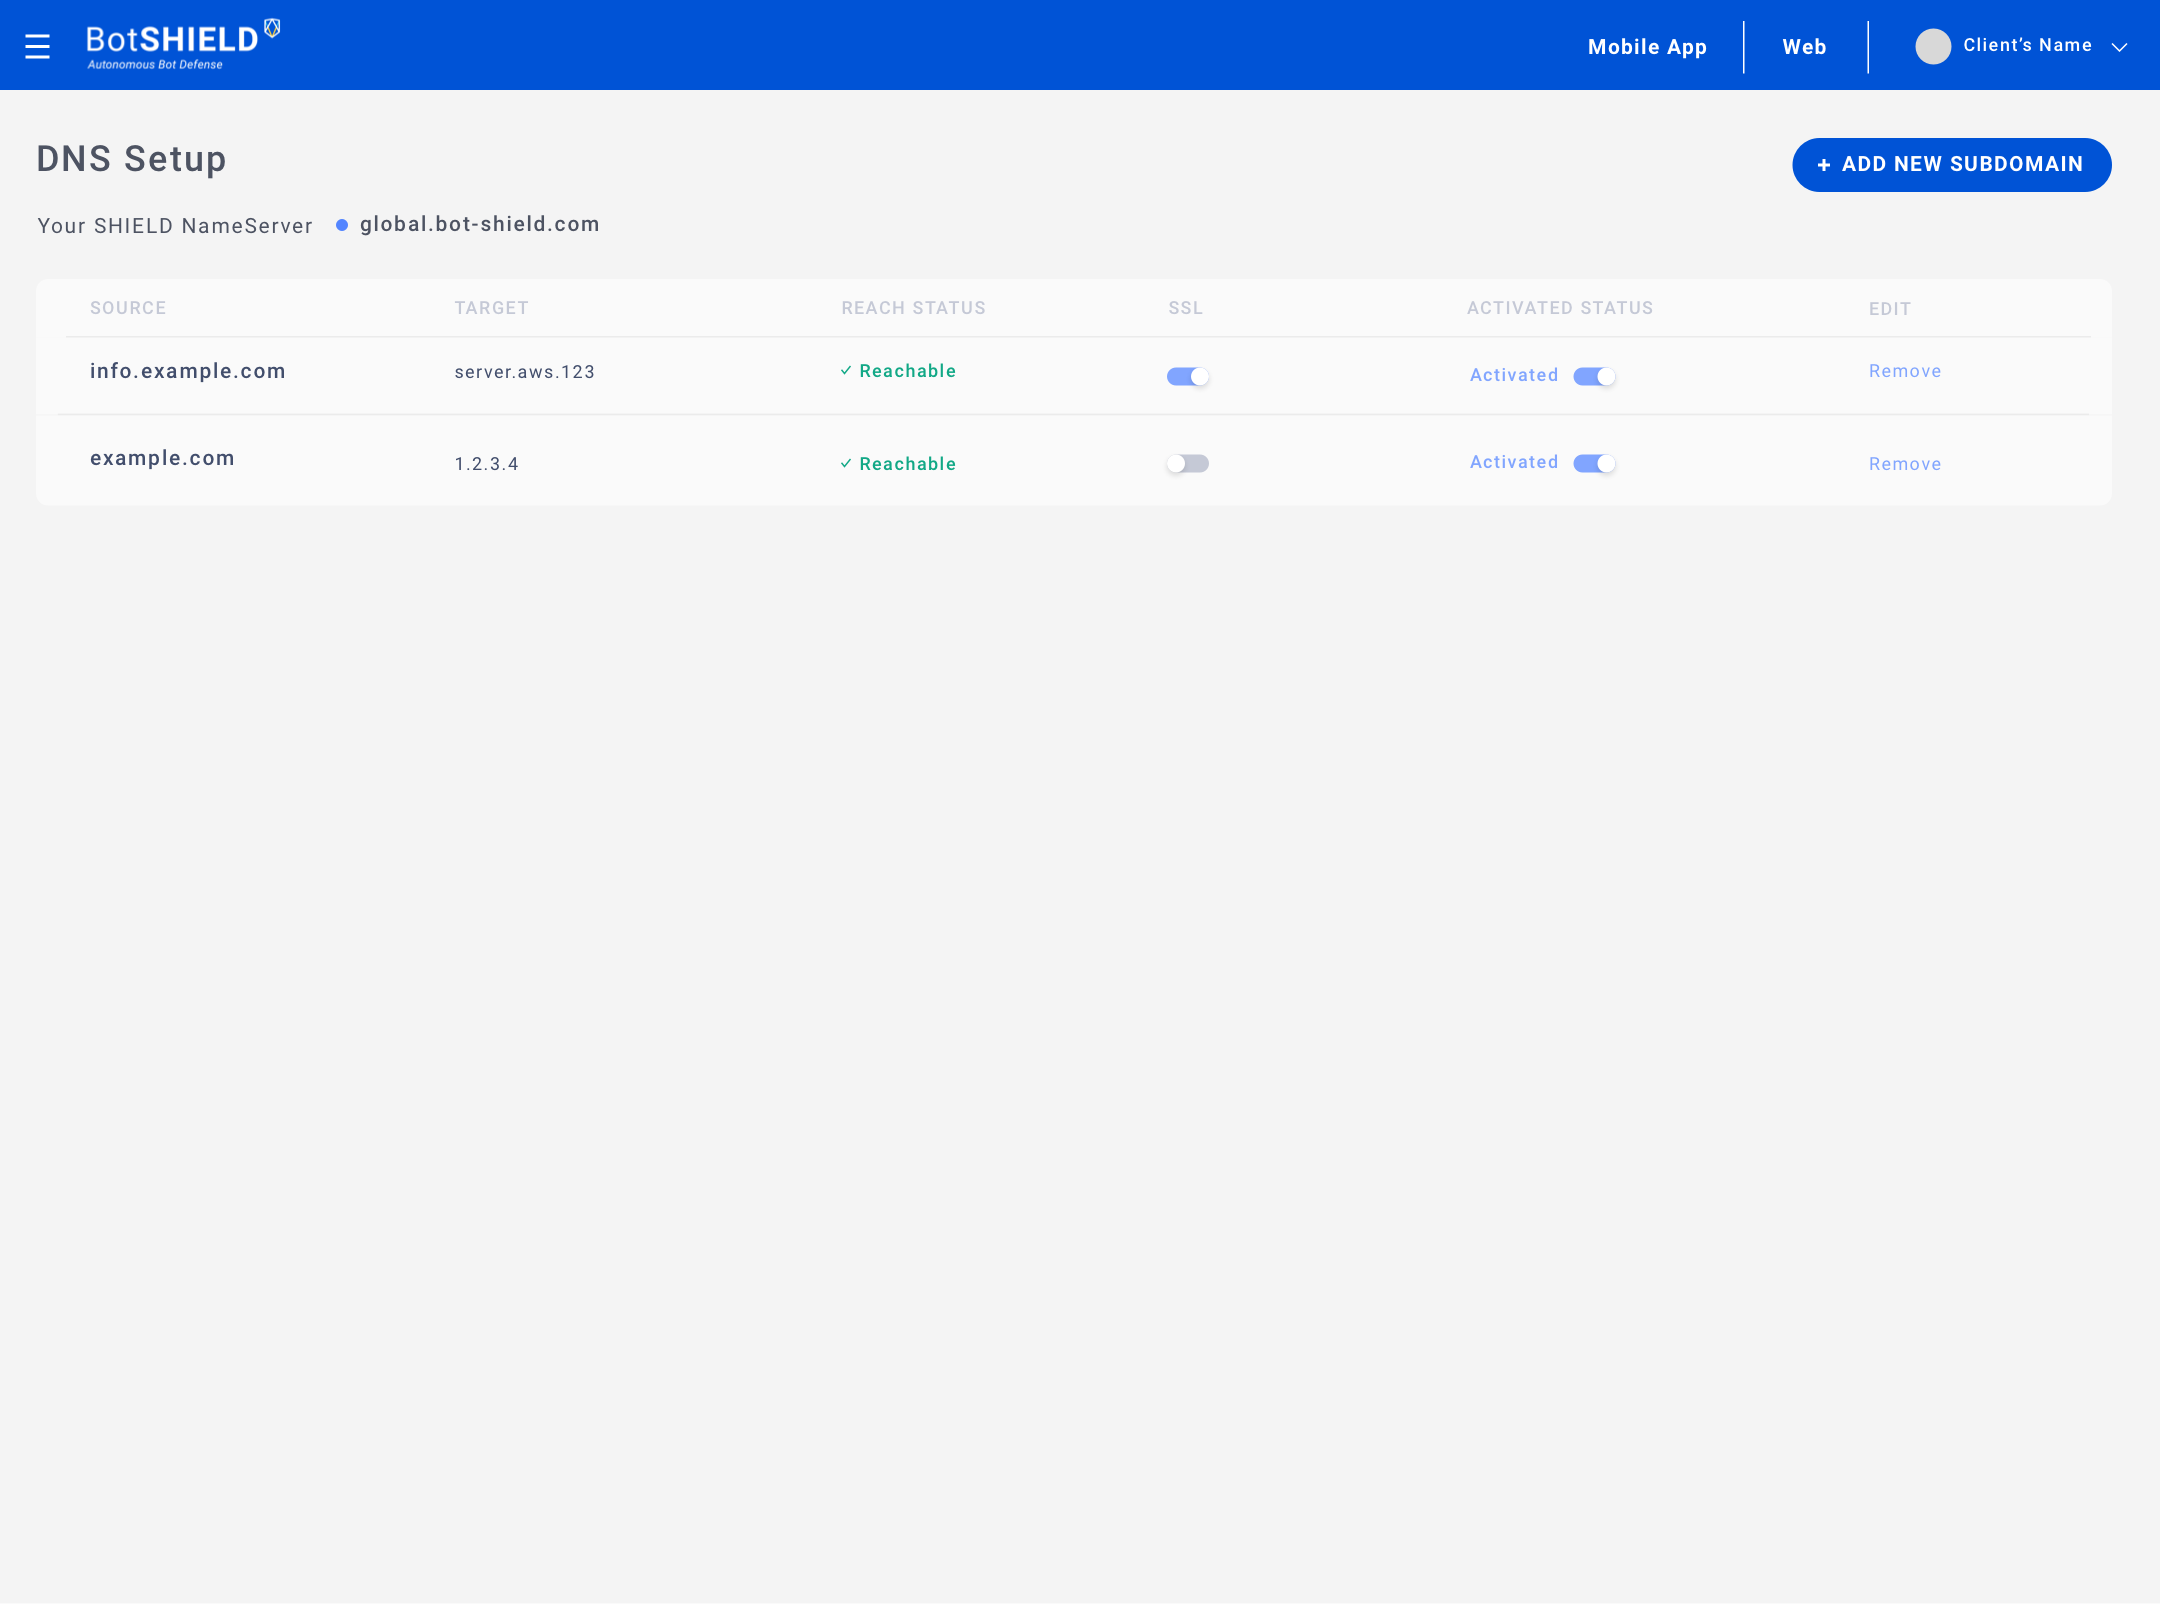 BotSHIELD
Autonomous Bot Defense
Mobile App
Web
Client’s Name
DNS Setup
+ ADD NEW SUBDOMAIN
Your SHIELD NameServer
global.bot-shield.com
SOURCE TARGET REACH STATUS SSL ACTIVATED STATUS EDIT
info.example.com server.aws.123 ✓ Reachable Activated Remove
example.com 1.2.3.4 ✓ Reachable Activated Remove